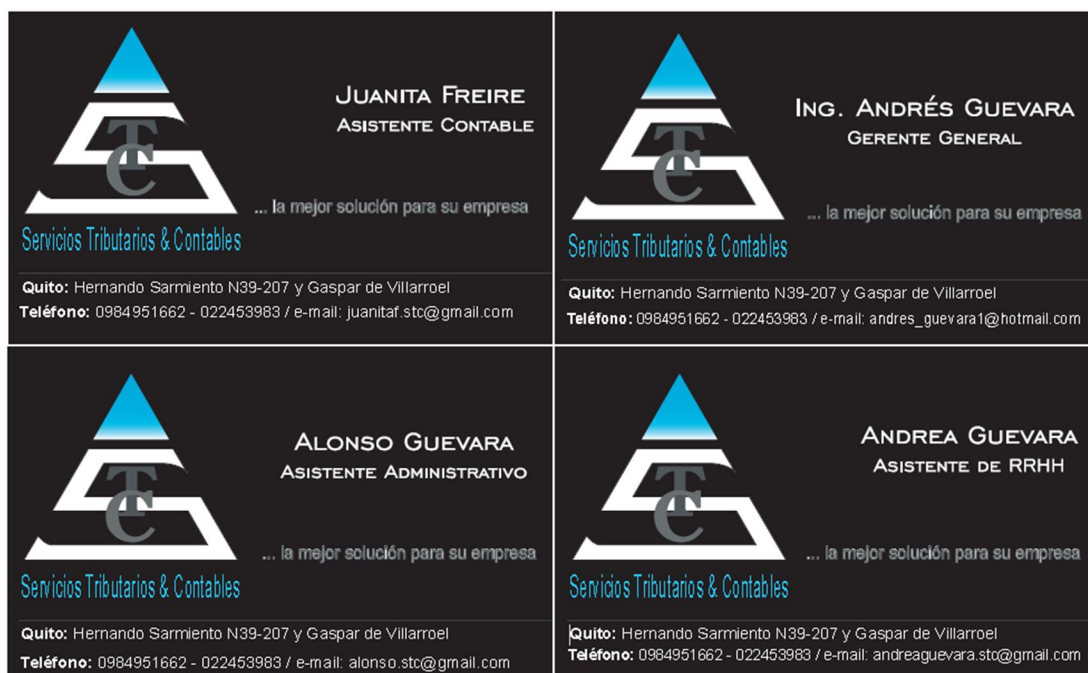 JUANITA FREIRE
ASISTENTE CONTABLE
STC
... la mejor solución para su empresa
Servicios Tributarios & Contables
Quito: Hernando Sarmiento N39-207 y Gaspar de Villarroel
Teléfono: 0984951662 - 022453983 / e-mail: juanitaf.stc@gmail.com
ING. ANDRÉS GUEVARA
GERENTE GENERAL
STC
... la mejor solución para su empresa
Servicios Tributarios & Contables
Quito: Hernando Sarmiento N39-207 y Gaspar de Villarroel
Teléfono: 0984951662 - 022453983 / e-mail: andres_guevara1@hotmail.com
ALONSO GUEVARA
ASISTENTE ADMINISTRATIVO
STC
... la mejor solución para su empresa
Servicios Tributarios & Contables
Quito: Hernando Sarmiento N39-207 y Gaspar de Villarroel
Teléfono: 0984951662 - 022453983 / e-mail: alonso.stc@gmail.com
ANDREA GUEVARA
ASISTENTE DE RRHH
STC
... la mejor solución para su empresa
Servicios Tributarios & Contables
Quito: Hernando Sarmiento N39-207 y Gaspar de Villarroel
Teléfono: 0984951662 - 022453983 / e-mail: andreaguevara.stc@gmail.com